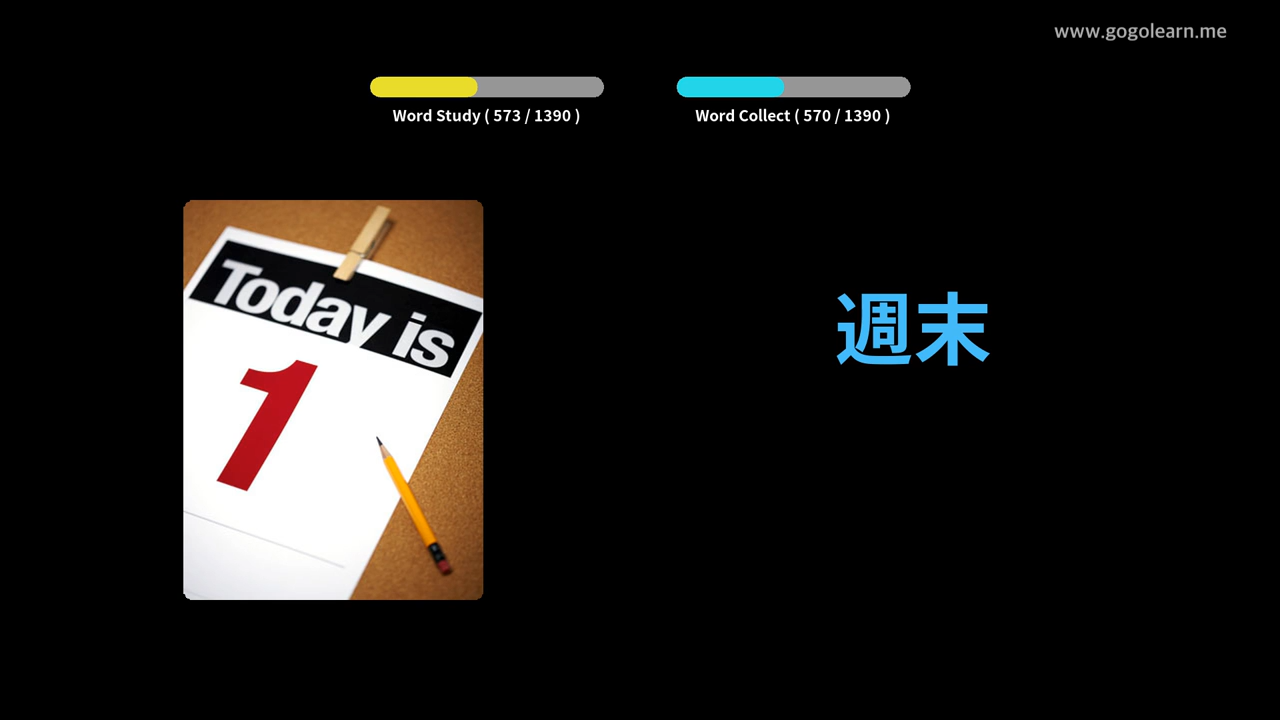 www.gogolearn.me
Word Study ( 573 / 1390 )
Word Collect ( 570 / 1390 )
Today is
1
週末